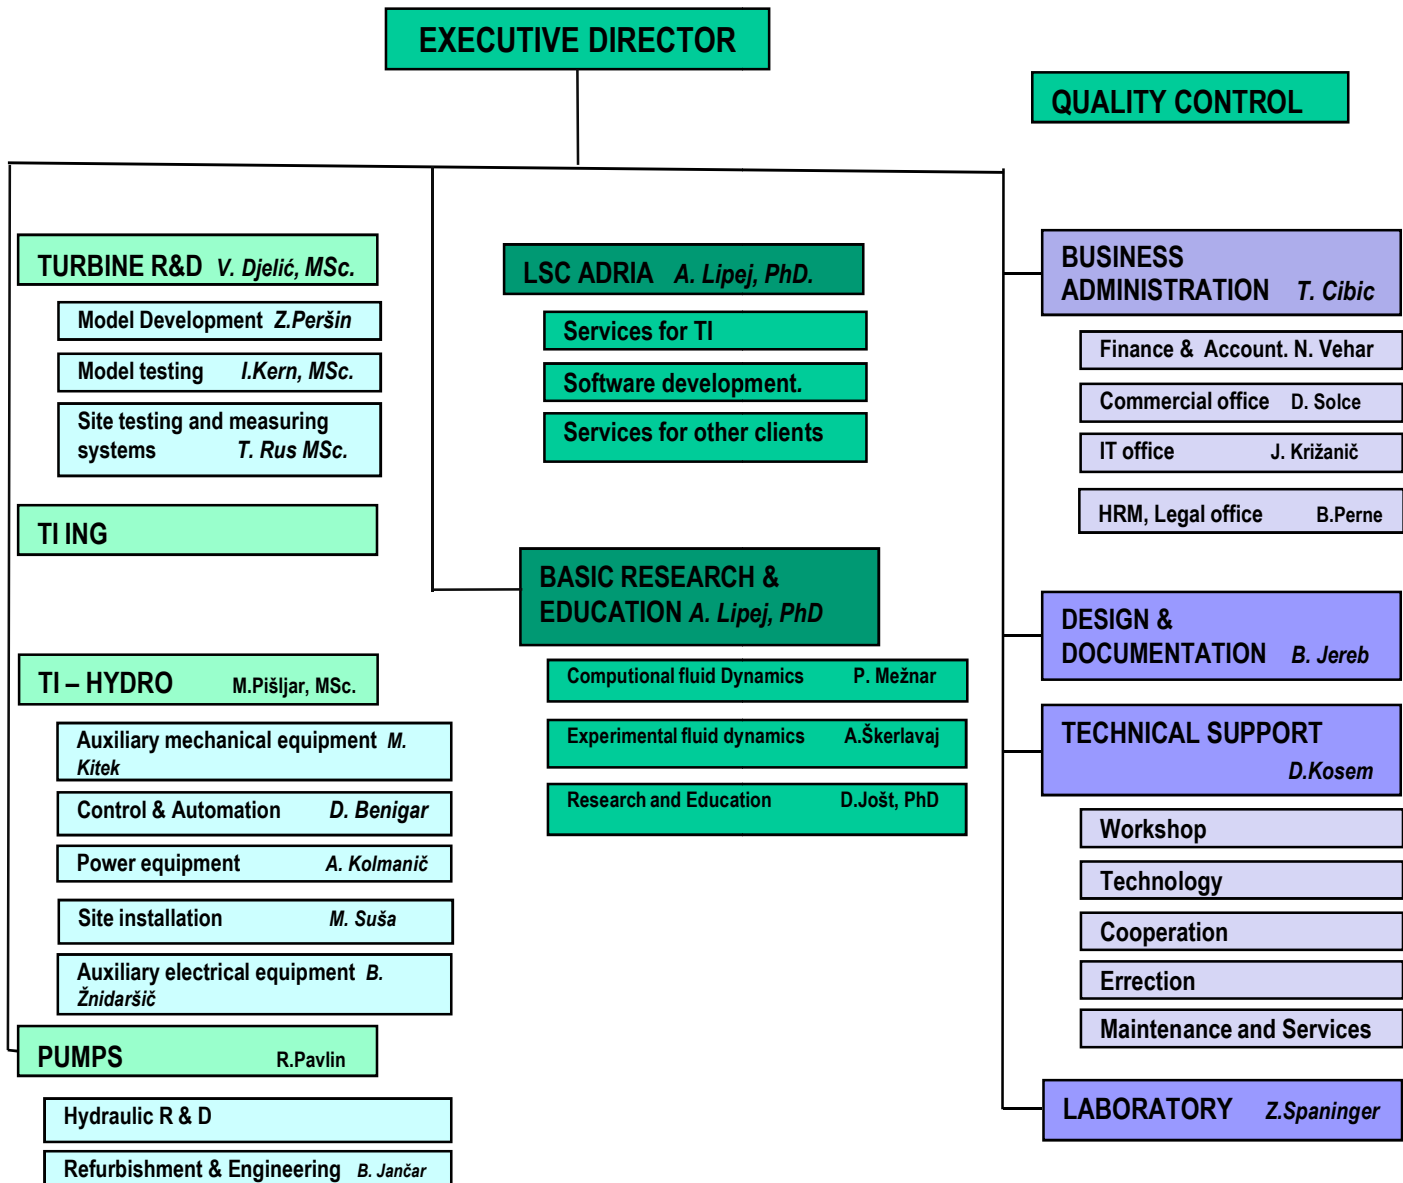 EXECUTIVE DIRECTOR
QUALITY CONTROL
TURBINE R&D V. Djelić, MSc.
Model Development Z.Peršin
Model testing I.Kern, MSc.
Site testing and measuring
systems T. Rus MSc.
TI ING
TI – HYDRO M.Pišljar, MSc.
Auxiliary mechanical equipment M.
Kitek
Control & Automation D. Benigar
Power equipment A. Kolmanič
Site installation M. Suša
Auxiliary electrical equipment B.
Žnidaršič
PUMPS R.Pavlin
Hydraulic R & D
Refurbishment & Engineering B. Jančar
LSC ADRIA A. Lipej, PhD.
Services for TI
Software development.
Services for other clients
BASIC RESEARCH &
EDUCATION A. Lipej, PhD
Computional fluid Dynamics P. Mežnar
Experimental fluid dynamics A.Škerlavaj
Research and Education D.Jošt, PhD
BUSINESS
ADMINISTRATION T. Cibic
Finance & Account. N. Vehar
Commercial office D. Solce
IT office J. Križanič
HRM, Legal office B.Perne
DESIGN &
DOCUMENTATION B. Jereb
TECHNICAL SUPPORT
D.Kosem
Workshop
Technology
Cooperation
Errection
Maintenance and Services
LABORATORY Z.Spaninger